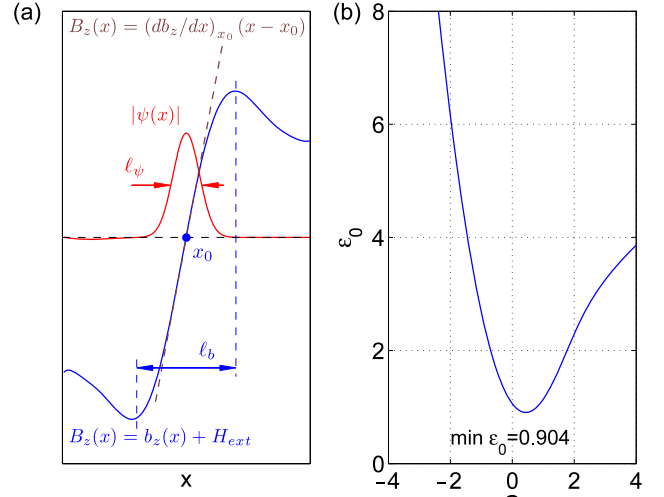 (a)
B_z(x) = (db_z/dx)_{x_0} (x − x_0)
|ψ(x)|
ℓ_ψ
x_0
ℓ_b
B_z(x) = b_z(x) + H_{ext}
x
(b)
8
6
4
2
0
ε_0
min ε_0=0.904
−4 −2 0 2 4